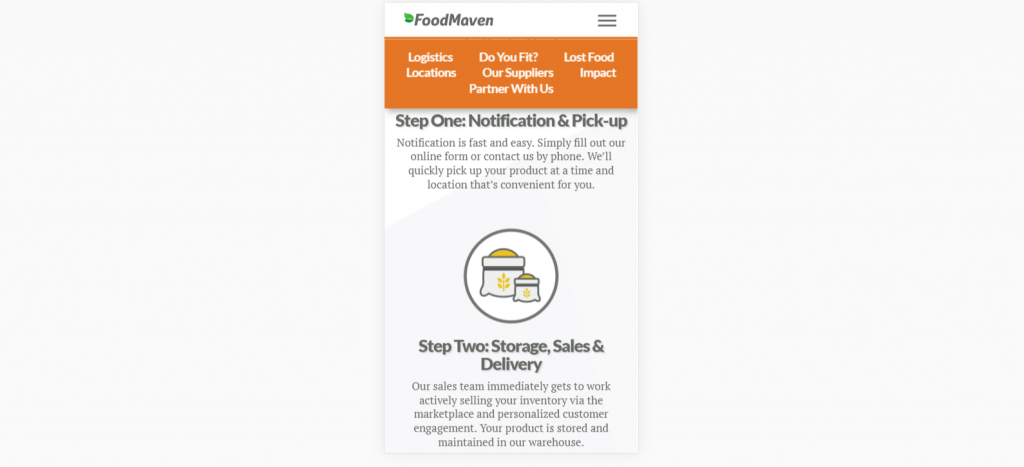 FoodMaven
Logistics Do You Fit? Lost Food
Locations Our Suppliers Impact
Partner With Us
Step One: Notification & Pick-up
Notification is fast and easy. Simply fill out our
online form or contact us by phone. We'll
quickly pick up your product at a time and
location that's convenient for you.
Step Two: Storage, Sales &
Delivery
Our sales team immediately gets to work
actively selling your inventory via the
marketplace and personalized customer
engagement. Your product is stored and
maintained in our warehouse.